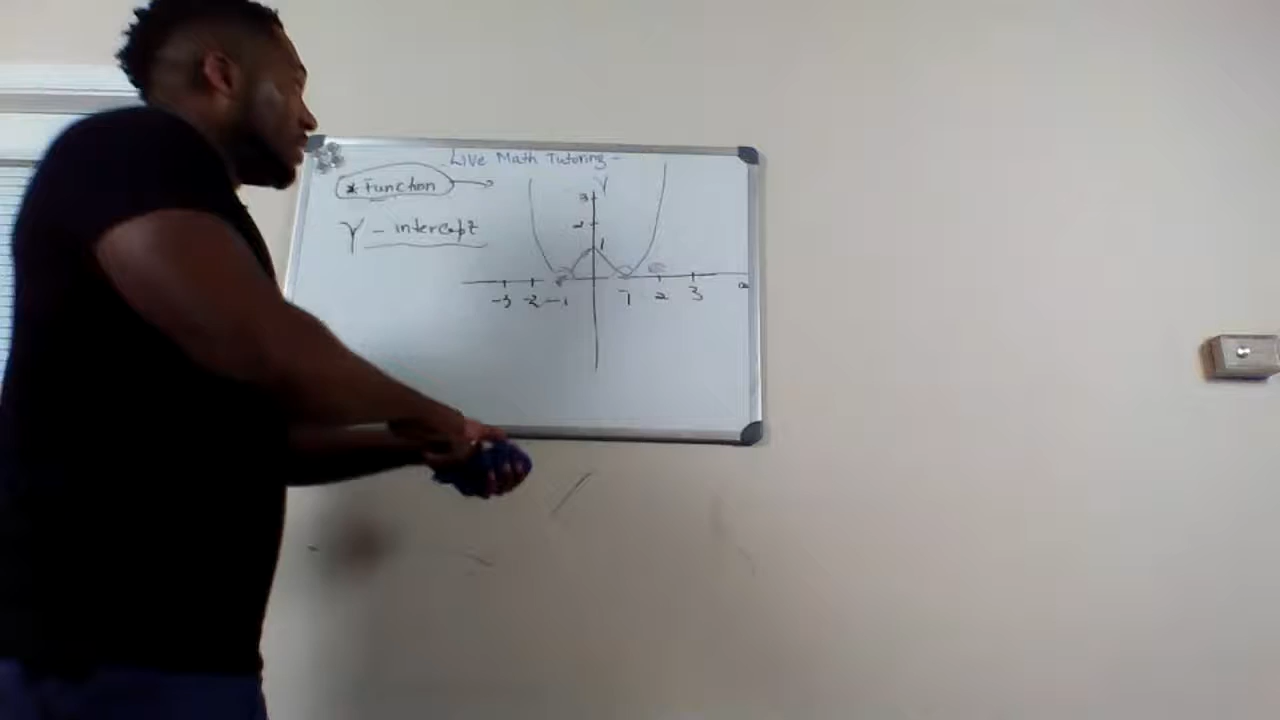 Live Math Tutoring -
* Function
Y - intercept
Y
3
2
1
-3 -2 -1 1 2 3